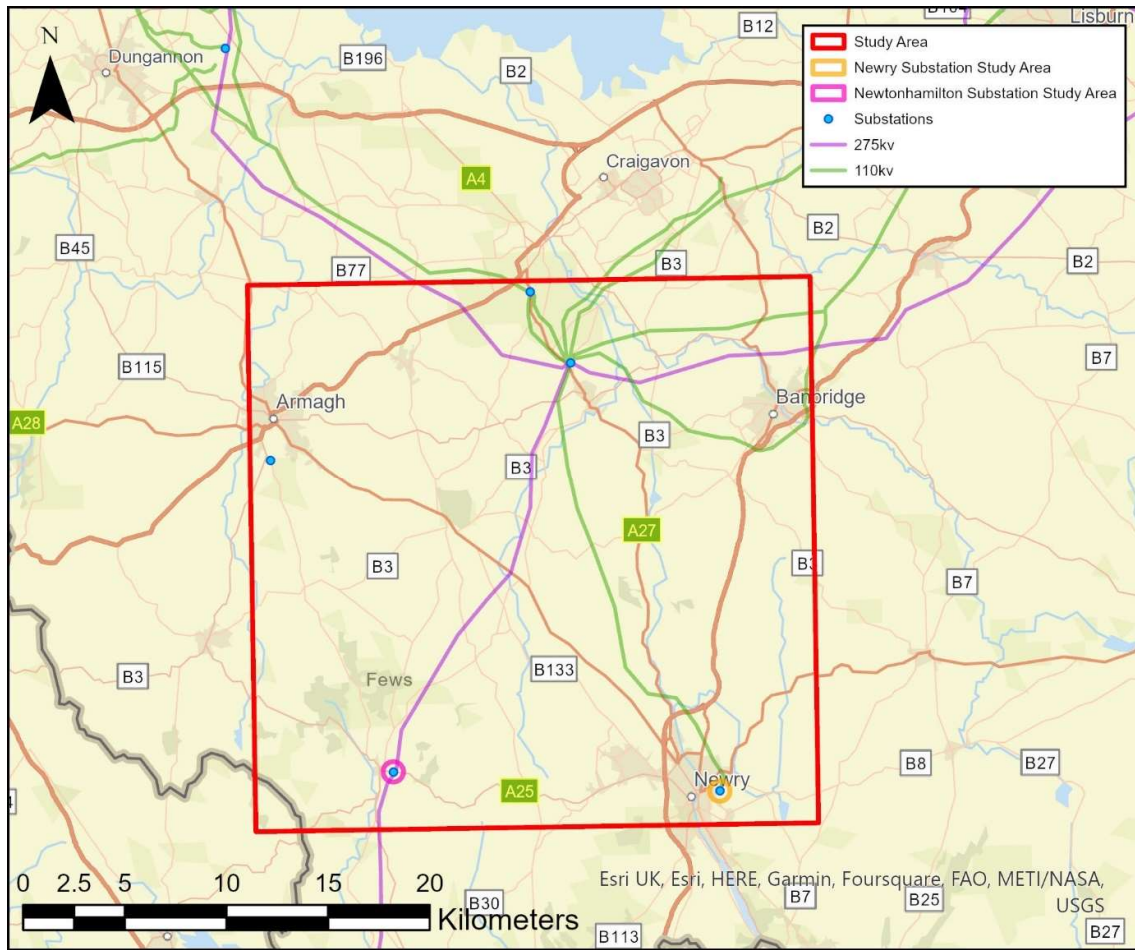 B104
Lisburn
N
Dungannon
B196
B12
B2
Study Area
Newry Substation Study Area
Newtonhamilton Substation Study Area
Substations
275kv
110kv
A4
Craigavon
B45
B77
B3
B2
B2
B115
Armagh
Banbridge
B7
A28
B3
B3
A27
B3
B3
B7
B3
Fews
B133
A25
Newry
B8
B27
0 2.5 5 10 15 20
Kilometers
Esri UK, Esri, HERE, Garmin, Foursquare, FAO, METI/NASA,
USGS
B30
B7
B25
B113
B27